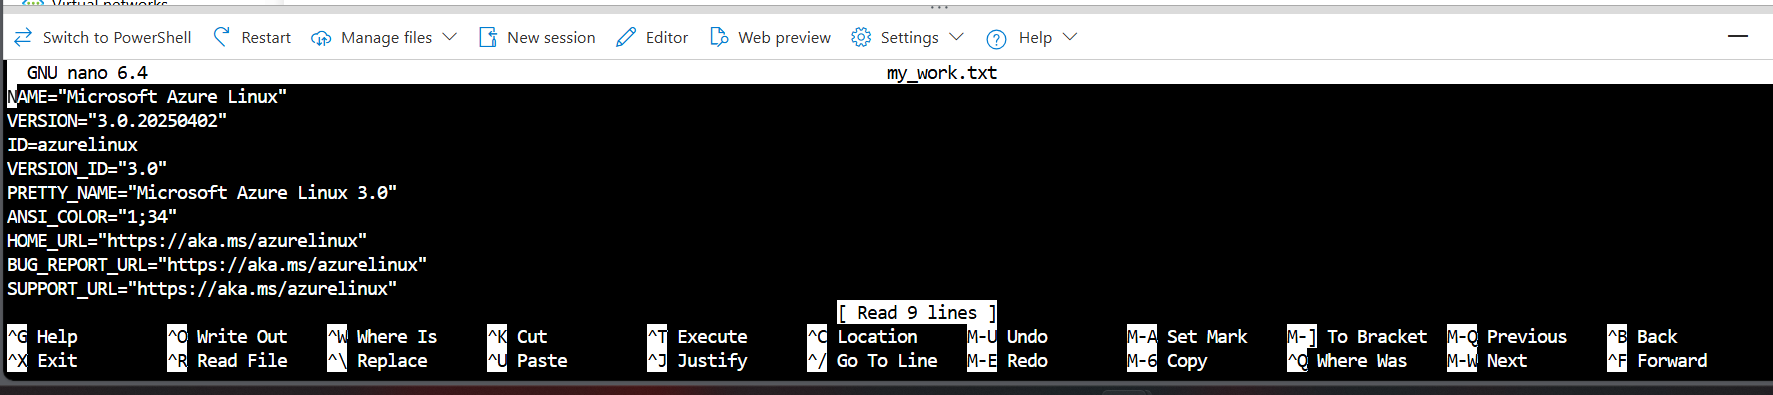 Virtual networks
Switch to PowerShell Restart Manage files New session Editor Web preview Settings Help
GNU nano 6.4 my_work.txt
NAME="Microsoft Azure Linux"
VERSION="3.0.20250402"
ID=azurelinux
VERSION_ID="3.0"
PRETTY_NAME="Microsoft Azure Linux 3.0"
ANSI_COLOR="1;34"
HOME_URL="https://aka.ms/azurelinux"
BUG_REPORT_URL="https://aka.ms/azurelinux"
SUPPORT_URL="https://aka.ms/azurelinux"
[ Read 9 lines ]
^G Help ^O Write Out ^W Where Is ^K Cut ^T Execute ^C Location M-U Undo M-A Set Mark M-] To Bracket M-Q Previous ^B Back
^X Exit ^R Read File ^\ Replace ^U Paste ^J Justify ^/ Go To Line M-E Redo M-6 Copy ^Q Where Was M-W Next ^F Forward